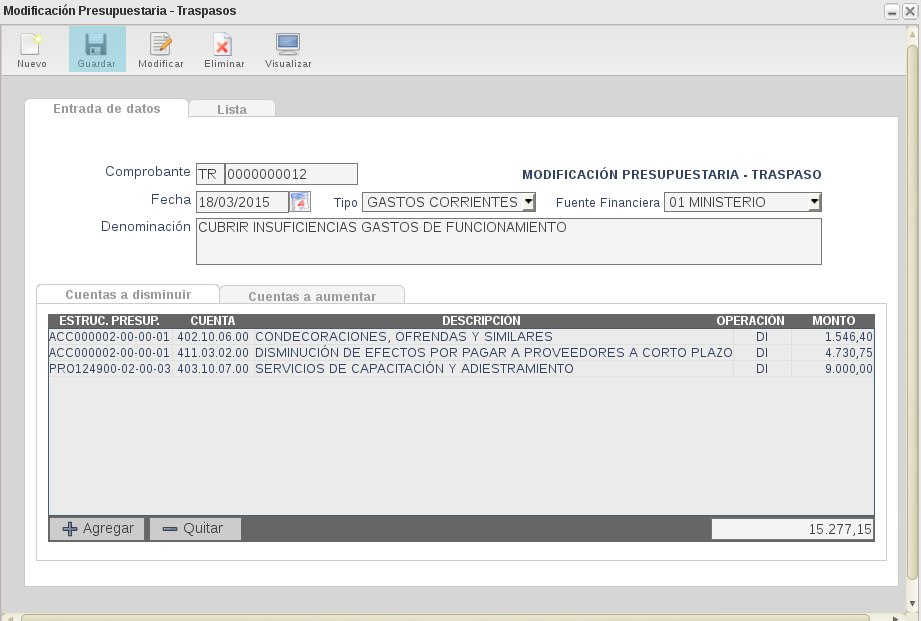 Modificación Presupuestaria - Traspasos
Nuevo Guardar Modificar Eliminar Visualizar
Entrada de datos Lista
Comprobante TR 0000000012 MODIFICACIÓN PRESUPUESTARIA - TRASPASO
Fecha 18/03/2015 Tipo GASTOS CORRIENTES Fuente Financiera 01 MINISTERIO
Denominación CUBRIR INSUFICIENCIAS GASTOS DE FUNCIONAMIENTO
Cuentas a disminuir Cuentas a aumentar
ESTRUC. PRESUP. CUENTA DESCRIPCIÓN OPERACIÓN MONTO
ACC000002-00-00-01 402.10.06.00 CONDECORACIONES, OFRENDAS Y SIMILARES DI 1.546,40
ACC000002-00-00-01 411.03.02.00 DISMINUCIÓN DE EFECTOS POR PAGAR A PROVEEDORES A CORTO PLAZO DI 4.730,75
PRO124900-02-00-03 403.10.07.00 SERVICIOS DE CAPACITACIÓN Y ADIESTRAMIENTO DI 9.000,00
Agregar Quitar 15.277,15